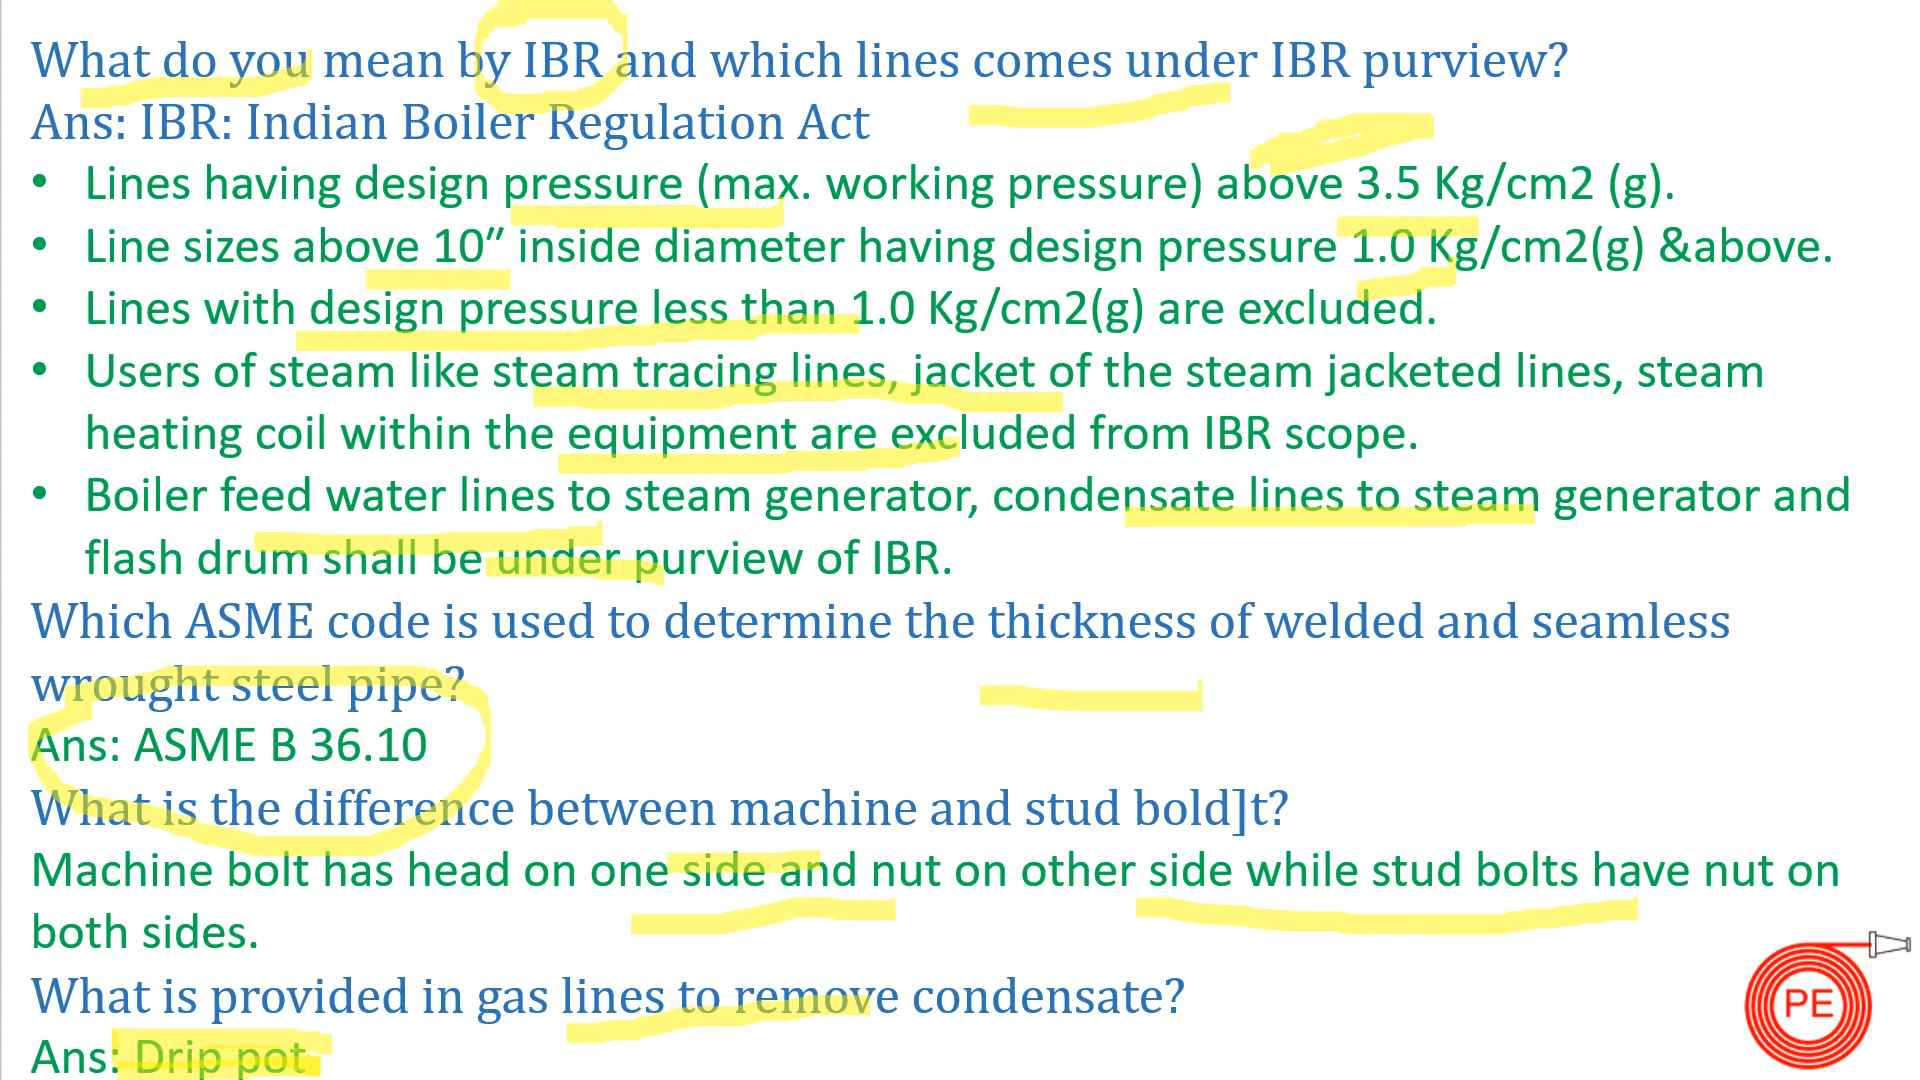 What do you mean by IBR and which lines comes under IBR purview?
Ans: IBR: Indian Boiler Regulation Act
• Lines having design pressure (max. working pressure) above 3.5 Kg/cm2 (g).
• Line sizes above 10″ inside diameter having design pressure 1.0 Kg/cm2(g) &above.
• Lines with design pressure less than 1.0 Kg/cm2(g) are excluded.
• Users of steam like steam tracing lines, jacket of the steam jacketed lines, steam
heating coil within the equipment are excluded from IBR scope.
• Boiler feed water lines to steam generator, condensate lines to steam generator and
flash drum shall be under purview of IBR.
Which ASME code is used to determine the thickness of welded and seamless
wrought steel pipe?
Ans: ASME B 36.10
What is the difference between machine and stud bold]t?
Machine bolt has head on one side and nut on other side while stud bolts have nut on
both sides.
What is provided in gas lines to remove condensate?
Ans: Drip pot
PE